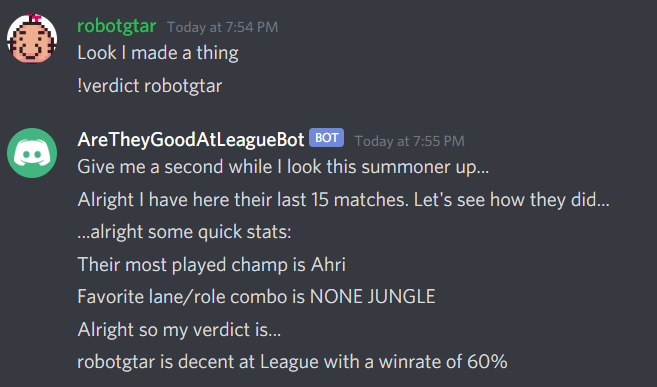 robotgtar Today at 7:54 PM
Look I made a thing
!verdict robotgtar
AreTheyGoodAtLeagueBot BOT Today at 7:55 PM
Give me a second while I look this summoner up...
Alright I have here their last 15 matches. Let's see how they did...
...alright some quick stats:
Their most played champ is Ahri
Favorite lane/role combo is NONE JUNGLE
Alright so my verdict is...
robotgtar is decent at League with a winrate of 60%